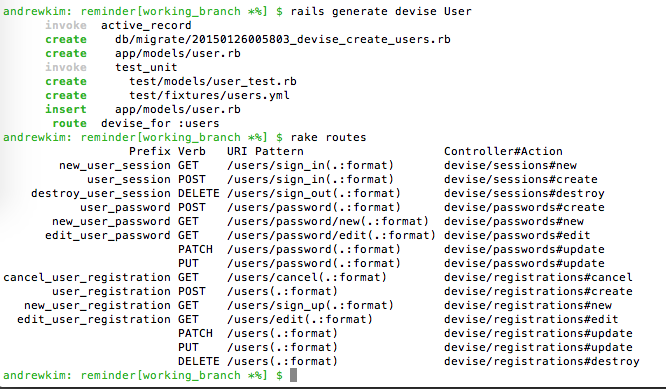 andrewkim: reminder[working_branch *%] $ rails generate devise User
invoke  active_record
create    db/migrate/20150126005803_devise_create_users.rb
create    app/models/user.rb
invoke    test_unit
create      test/models/user_test.rb
create      test/fixtures/users.yml
insert    app/models/user.rb
route  devise_for :users
andrewkim: reminder[working_branch *%] $ rake routes
Prefix Verb   URI Pattern                    Controller#Action
new_user_session GET    /users/sign_in(.:format)       devise/sessions#new
user_session POST   /users/sign_in(.:format)       devise/sessions#create
destroy_user_session DELETE /users/sign_out(.:format)      devise/sessions#destroy
user_password POST   /users/password(.:format)      devise/passwords#create
new_user_password GET    /users/password/new(.:format)  devise/passwords#new
edit_user_password GET    /users/password/edit(.:format) devise/passwords#edit
PATCH  /users/password(.:format)      devise/passwords#update
PUT    /users/password(.:format)      devise/passwords#update
cancel_user_registration GET    /users/cancel(.:format)        devise/registrations#cancel
user_registration POST   /users(.:format)               devise/registrations#create
new_user_registration GET    /users/sign_up(.:format)       devise/registrations#new
edit_user_registration GET    /users/edit(.:format)          devise/registrations#edit
PATCH  /users(.:format)               devise/registrations#update
PUT    /users(.:format)               devise/registrations#update
DELETE /users(.:format)               devise/registrations#destroy
andrewkim: reminder[working_branch *%] $